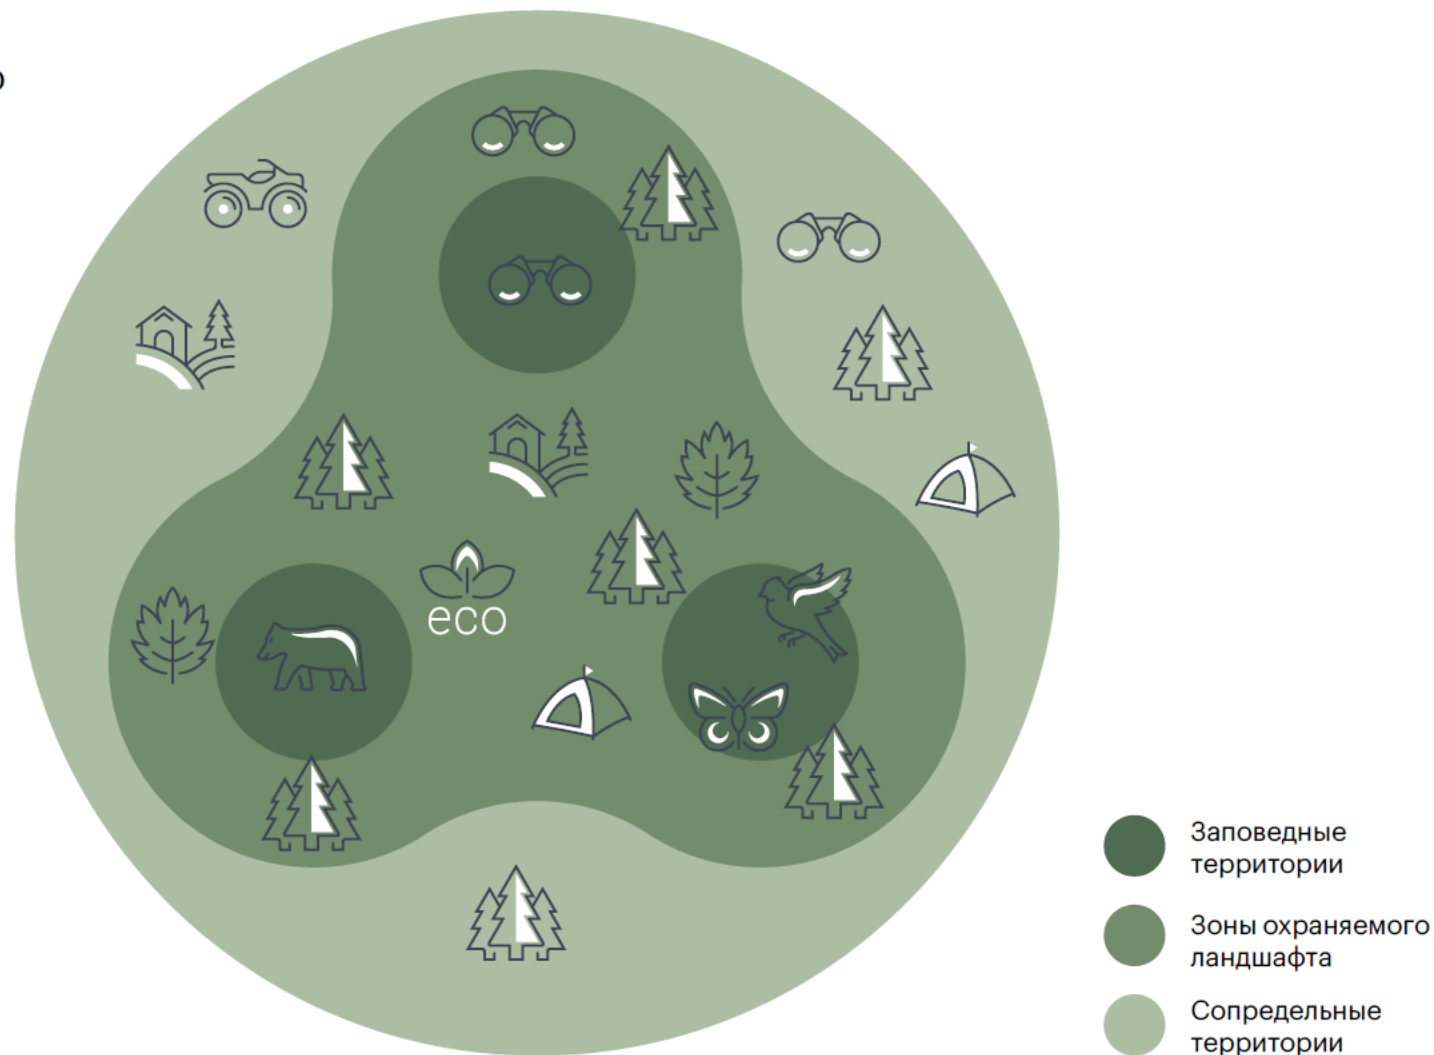 eco
Заповедные
территории
Зоны охраняемого
ландшафта
Сопредельные
территории